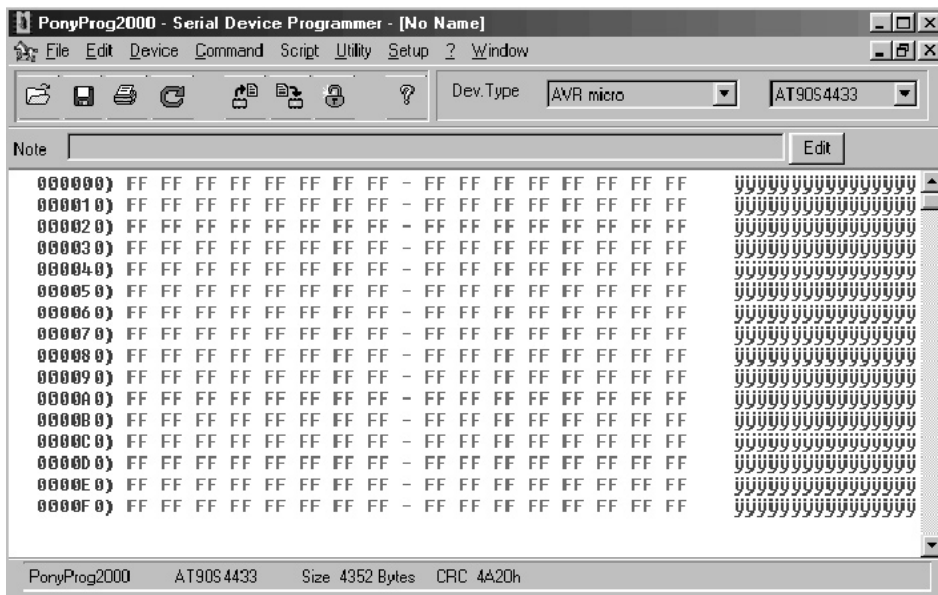 PonyProg2000 - Serial Device Programmer - [No Name]
File Edit Device Command Script Utility Setup ? Window
Dev.Type AVR micro AT90S4433
Note Edit
000000) FF FF FF FF FF FF FF FF - FF FF FF FF FF FF FF FF ÿÿÿÿÿÿÿÿÿÿÿÿÿÿÿÿ
000010) FF FF FF FF FF FF FF FF - FF FF FF FF FF FF FF FF ÿÿÿÿÿÿÿÿÿÿÿÿÿÿÿÿ
000020) FF FF FF FF FF FF FF FF - FF FF FF FF FF FF FF FF ÿÿÿÿÿÿÿÿÿÿÿÿÿÿÿÿ
000030) FF FF FF FF FF FF FF FF - FF FF FF FF FF FF FF FF ÿÿÿÿÿÿÿÿÿÿÿÿÿÿÿÿ
000040) FF FF FF FF FF FF FF FF - FF FF FF FF FF FF FF FF ÿÿÿÿÿÿÿÿÿÿÿÿÿÿÿÿ
000050) FF FF FF FF FF FF FF FF - FF FF FF FF FF FF FF FF ÿÿÿÿÿÿÿÿÿÿÿÿÿÿÿÿ
000060) FF FF FF FF FF FF FF FF - FF FF FF FF FF FF FF FF ÿÿÿÿÿÿÿÿÿÿÿÿÿÿÿÿ
000070) FF FF FF FF FF FF FF FF - FF FF FF FF FF FF FF FF ÿÿÿÿÿÿÿÿÿÿÿÿÿÿÿÿ
000080) FF FF FF FF FF FF FF FF - FF FF FF FF FF FF FF FF ÿÿÿÿÿÿÿÿÿÿÿÿÿÿÿÿ
000090) FF FF FF FF FF FF FF FF - FF FF FF FF FF FF FF FF ÿÿÿÿÿÿÿÿÿÿÿÿÿÿÿÿ
0000A0) FF FF FF FF FF FF FF FF - FF FF FF FF FF FF FF FF ÿÿÿÿÿÿÿÿÿÿÿÿÿÿÿÿ
0000B0) FF FF FF FF FF FF FF FF - FF FF FF FF FF FF FF FF ÿÿÿÿÿÿÿÿÿÿÿÿÿÿÿÿ
0000C0) FF FF FF FF FF FF FF FF - FF FF FF FF FF FF FF FF ÿÿÿÿÿÿÿÿÿÿÿÿÿÿÿÿ
0000D0) FF FF FF FF FF FF FF FF - FF FF FF FF FF FF FF FF ÿÿÿÿÿÿÿÿÿÿÿÿÿÿÿÿ
0000E0) FF FF FF FF FF FF FF FF - FF FF FF FF FF FF FF FF ÿÿÿÿÿÿÿÿÿÿÿÿÿÿÿÿ
0000F0) FF FF FF FF FF FF FF FF - FF FF FF FF FF FF FF FF ÿÿÿÿÿÿÿÿÿÿÿÿÿÿÿÿ
PonyProg2000 AT90S4433 Size 4352 Bytes CRC 4A20h